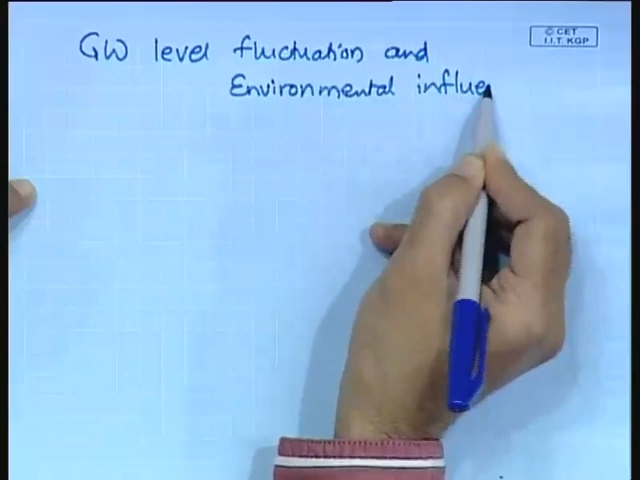 GW level fluctuation and
Environmental influe
© CET
I.I.T. KGP